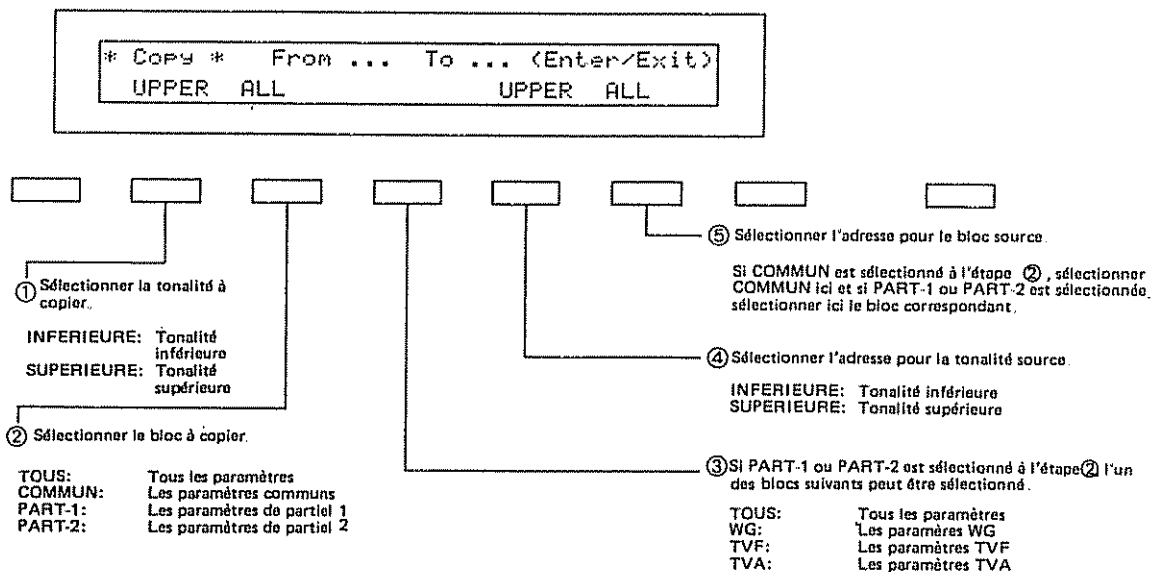 * Copy * From ... To ... (Enter/Exit)
UPPER ALL UPPER ALL
① Sélectionner la tonalité à
copier.
INFERIEURE: Tonalité
inférieure
SUPERIEURE: Tonalité
supérieure
② Sélectionner le bloc à copier.
TOUS: Tous les paramètres
COMMUN: Les paramètres communs
PART-1: Les paramètres de partiel 1
PART-2: Les paramètres de partiel 2
⑤ Sélectionner l'adresse pour le bloc source.
Si COMMUN est sélectionné à l'étape ②, sélectionner
COMMUN ici et si PART-1 ou PART-2 est sélectionnée,
sélectionner ici le bloc correspondant.
④ Sélectionner l'adresse pour la tonalité source.
INFERIEURE: Tonalité inférieure
SUPERIEURE: Tonalité supérieure
③ Si PART-1 ou PART-2 est sélectionné à l'étape ② l'un
des blocs suivants peut être sélectionné.
TOUS: Tous les paramètres
WG: Les paramères WG
TVF: Les paramètres TVF
TVA: Les paramètres TVA